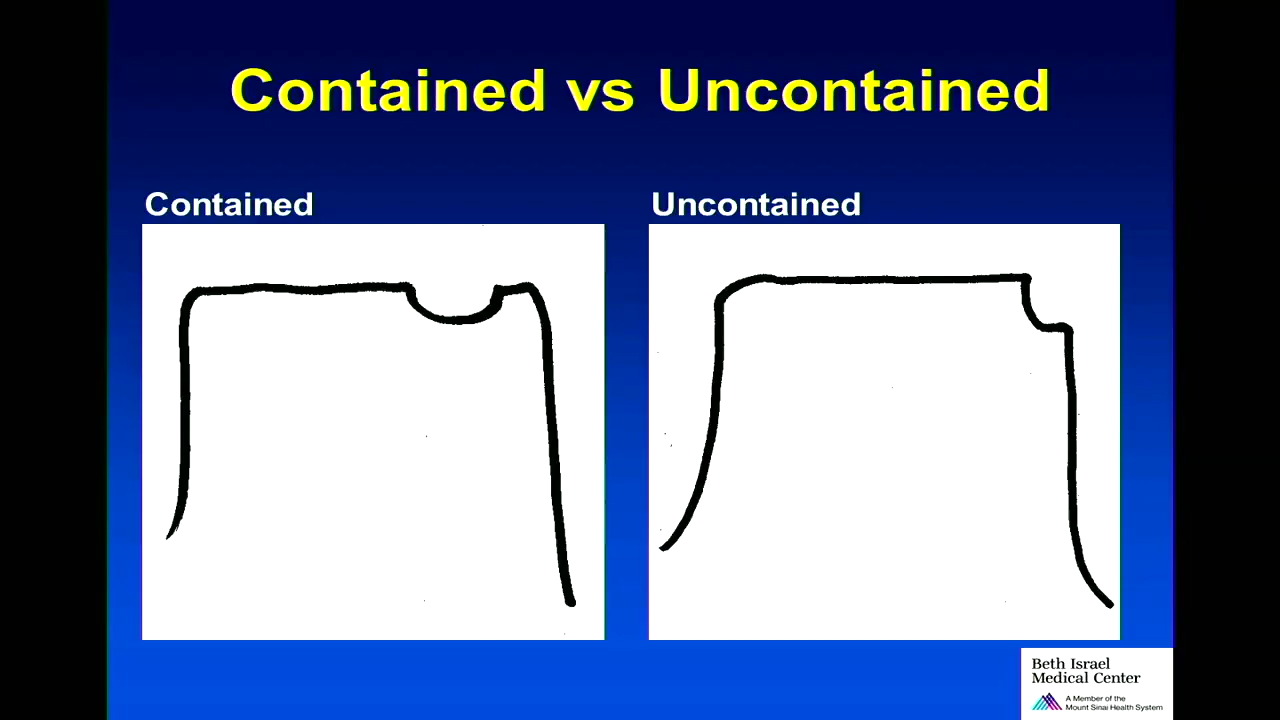 Contained vs Uncontained
Contained
Uncontained
Beth Israel
Medical Center
A Member of the
Mount Sinai Health System